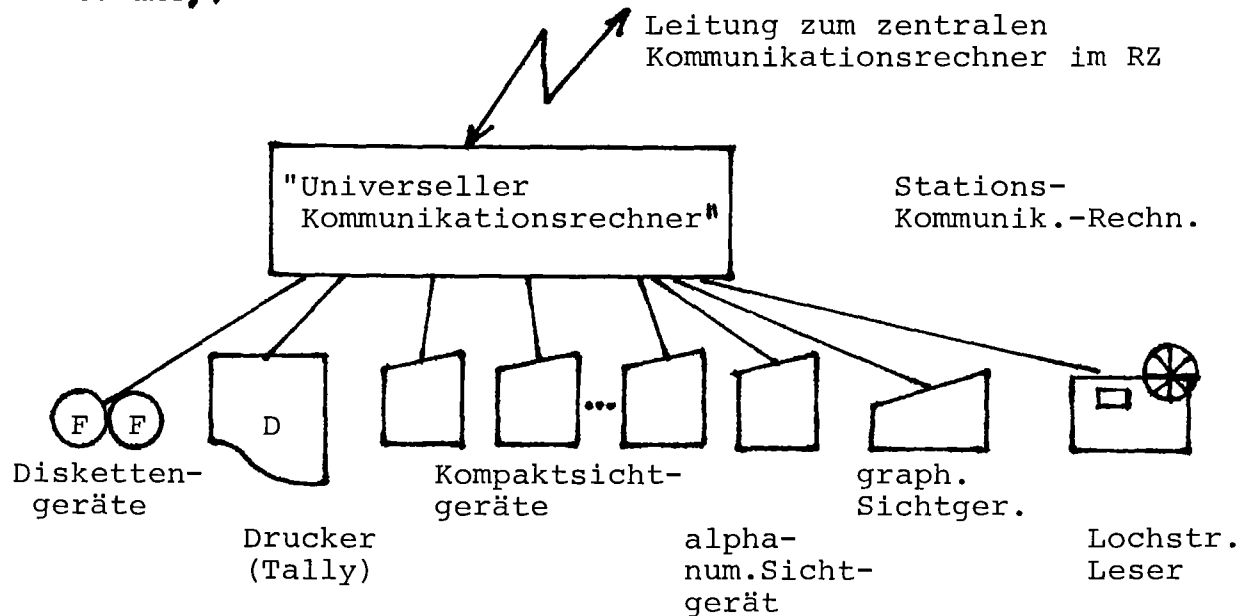 Leitung zum zentralen
Kommunikationsrechner im RZ
"Universeller
Kommunikationsrechner"
Stations-
Kommunik.-Rechn.
F F
D
Disketten-
geräte
Drucker
(Tally)
Kompaktsicht-
geräte
alpha-
num.Sicht-
gerät
graph.
Sichtger.
Lochstr.
Leser